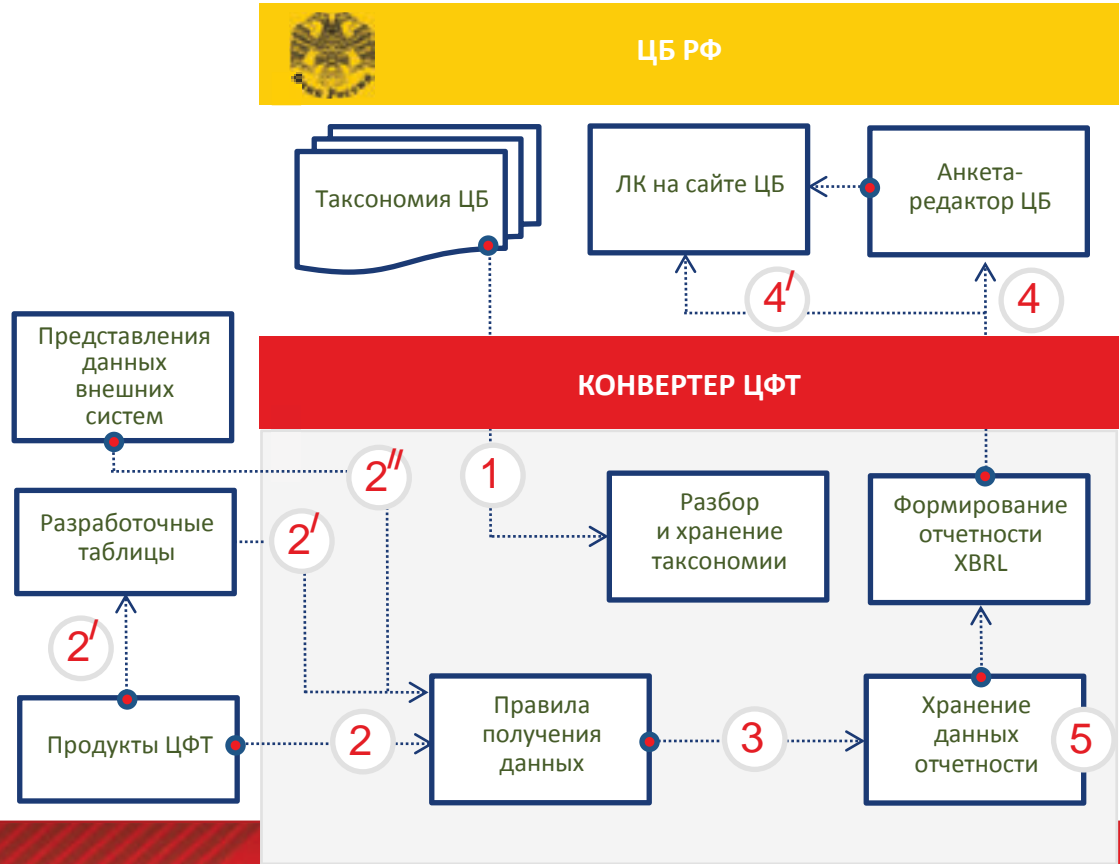 ЦБ РФ
Таксономия ЦБ
ЛК на сайте ЦБ
Анкета-
редактор ЦБ
4/
4
Представления
данных
внешних
систем
КОНВЕРТЕР ЦФТ
2//
1
Разработочные
таблицы
2/
Разбор
и хранение
таксономии
Формирование
отчетности
XBRL
2/
Продукты ЦФТ
2
Правила
получения
данных
3
Хранение
данных
отчетности
5